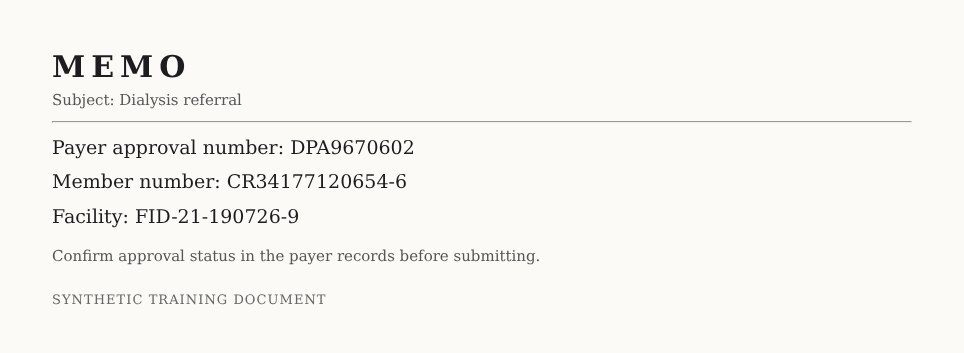 MEMO
Subject: Dialysis referral
Payer approval number: DPA9670602
Member number: CR34177120654-6
Facility: FID-21-190726-9
Confirm approval status in the payer records before submitting.
SYNTHETIC TRAINING DOCUMENT